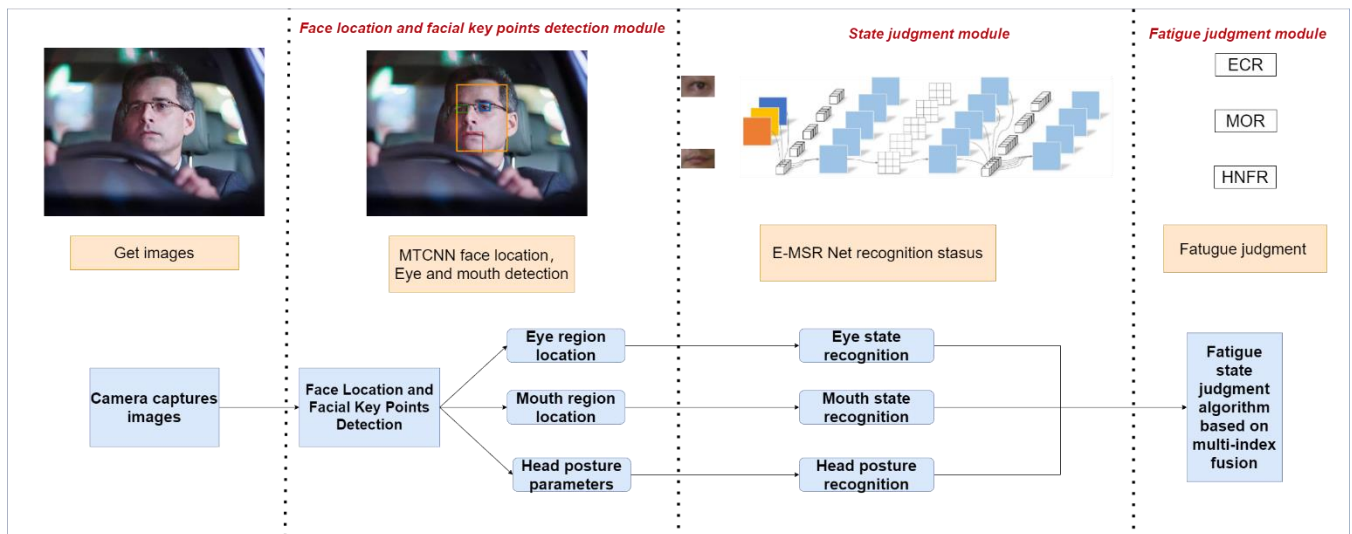 Face location and facial key points detection module
State judgment module
Fatigue judgment module
ECR
MOR
HNFR
Get images
MTCNN face location,
Eye and mouth detection
E-MSR Net recognition stasus
Fatugue judgment
Camera captures
images
Face Location and
Facial Key Points
Detection
Eye region
location
Mouth region
location
Head posture
parameters
Eye state
recognition
Mouth state
recognition
Head posture
recognition
Fatigue
state
judgment
algorithm
based on
multi-index
fusion